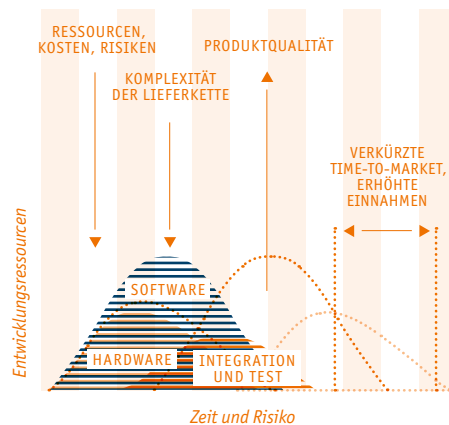 RESSOURCEN,
KOSTEN, RISIKEN
PRODUKTQUALITÄT
KOMPLEXITÄT
DER LIEFERKETTE
VERKÜRZTE
TIME-TO-MARKET,
ERHÖHTE
EINNAHMEN
Entwicklungsressourcen
SOFTWARE
HARDWARE
INTEGRATION
UND TEST
Zeit und Risiko